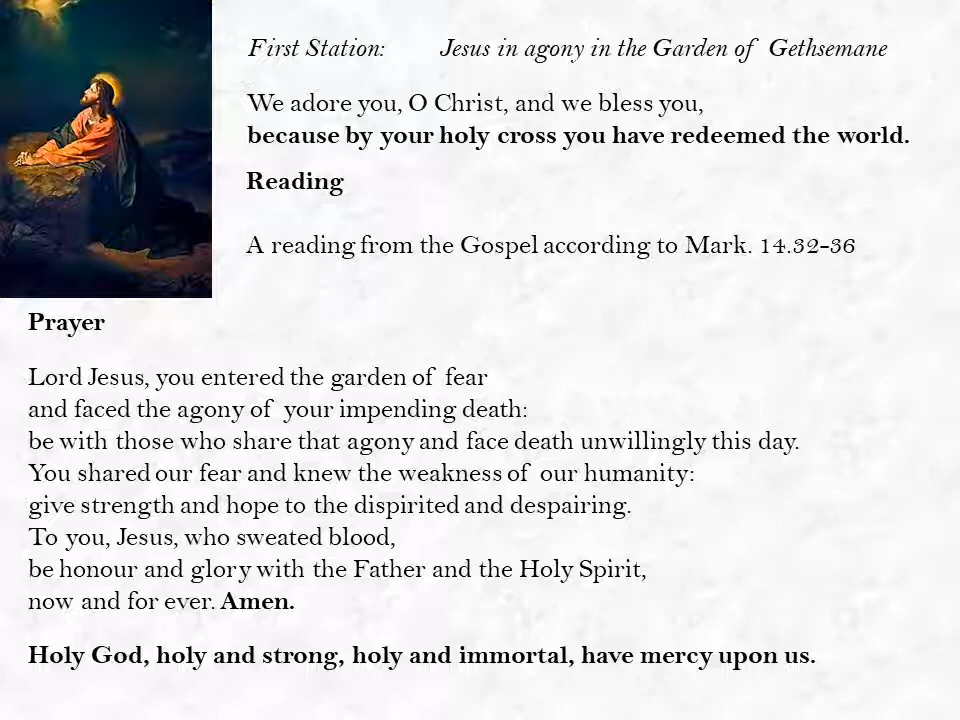 First Station: Jesus in agony in the Garden of Gethsemane
We adore you, O Christ, and we bless you,
because by your holy cross you have redeemed the world.
Reading
A reading from the Gospel according to Mark. 14.32-36
Prayer
Lord Jesus, you entered the garden of fear
and faced the agony of your impending death:
be with those who share that agony and face death unwillingly this day.
You shared our fear and knew the weakness of our humanity:
give strength and hope to the dispirited and despairing.
To you, Jesus, who sweated blood,
be honour and glory with the Father and the Holy Spirit,
now and for ever. Amen.
Holy God, holy and strong, holy and immortal, have mercy upon us.